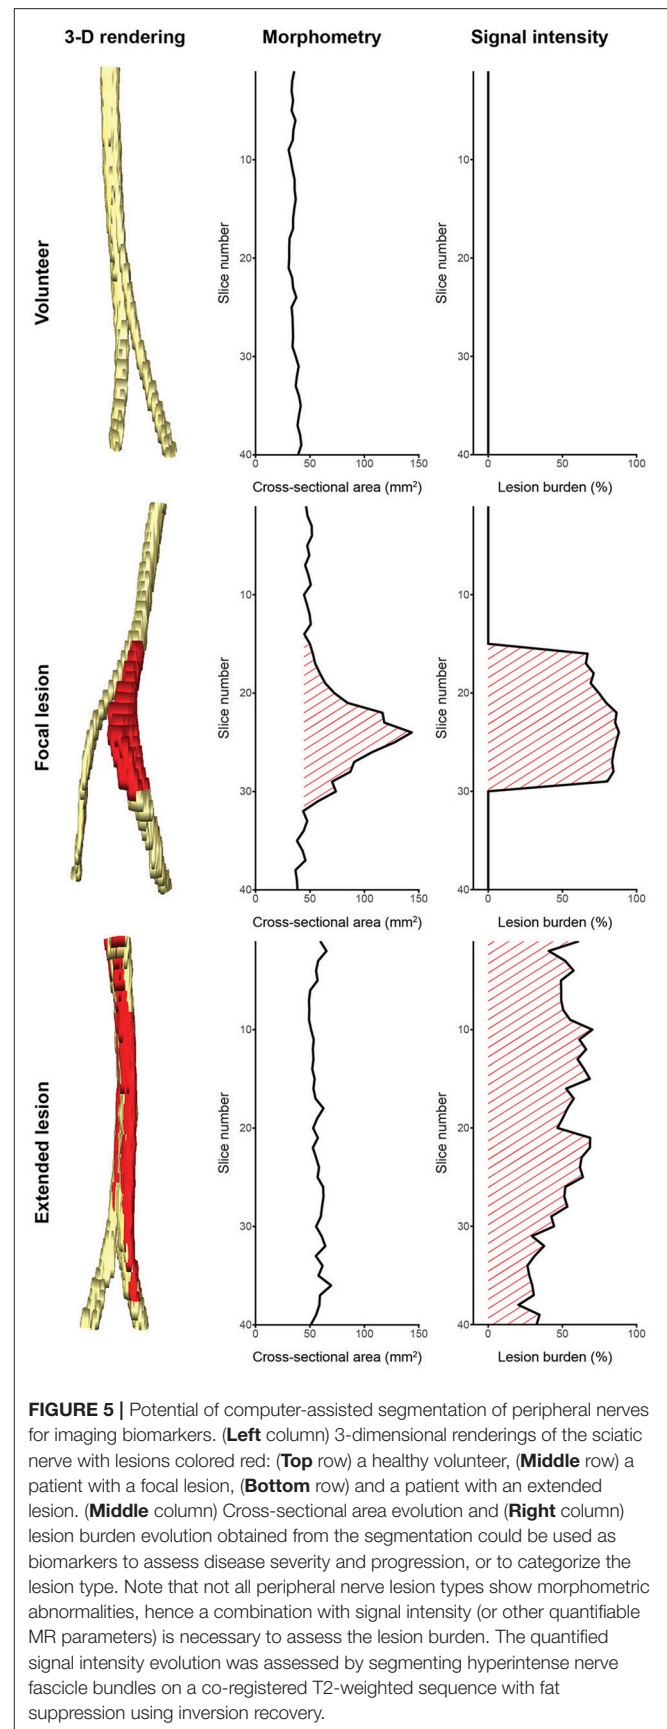 3-D rendering
Morphometry
Signal intensity
Volunteer
Slice number
10
20
30
40
0
50
100
150
Cross-sectional area (mm²)
Slice number
10
20
30
40
0
50
100
Lesion burden (%)
Focal lesion
Slice number
10
20
30
40
0
50
100
150
Cross-sectional area (mm²)
Slice number
10
20
30
40
0
50
100
Lesion burden (%)
Extended lesion
Slice number
10
20
30
40
0
50
100
150
Cross-sectional area (mm²)
Slice number
10
20
30
40
0
50
100
Lesion burden (%)
FIGURE 5 | Potential of computer-assisted segmentation of peripheral nerves
for imaging biomarkers. (Left column) 3-dimensional renderings of the sciatic
nerve with lesions colored red: (Top row) a healthy volunteer, (Middle row) a
patient with a focal lesion, (Bottom row) and a patient with an extended
lesion. (Middle column) Cross-sectional area evolution and (Right column)
lesion burden evolution obtained from the segmentation could be used as
biomarkers to assess disease severity and progression, or to categorize the
lesion type. Note that not all peripheral nerve lesion types show morphometric
abnormalities, hence a combination with signal intensity (or other quantifiable
MR parameters) is necessary to assess the lesion burden. The quantified
signal intensity evolution was assessed by segmenting hyperintense nerve
fascicle bundles on a co-registered T2-weighted sequence with fat
suppression using inversion recovery.